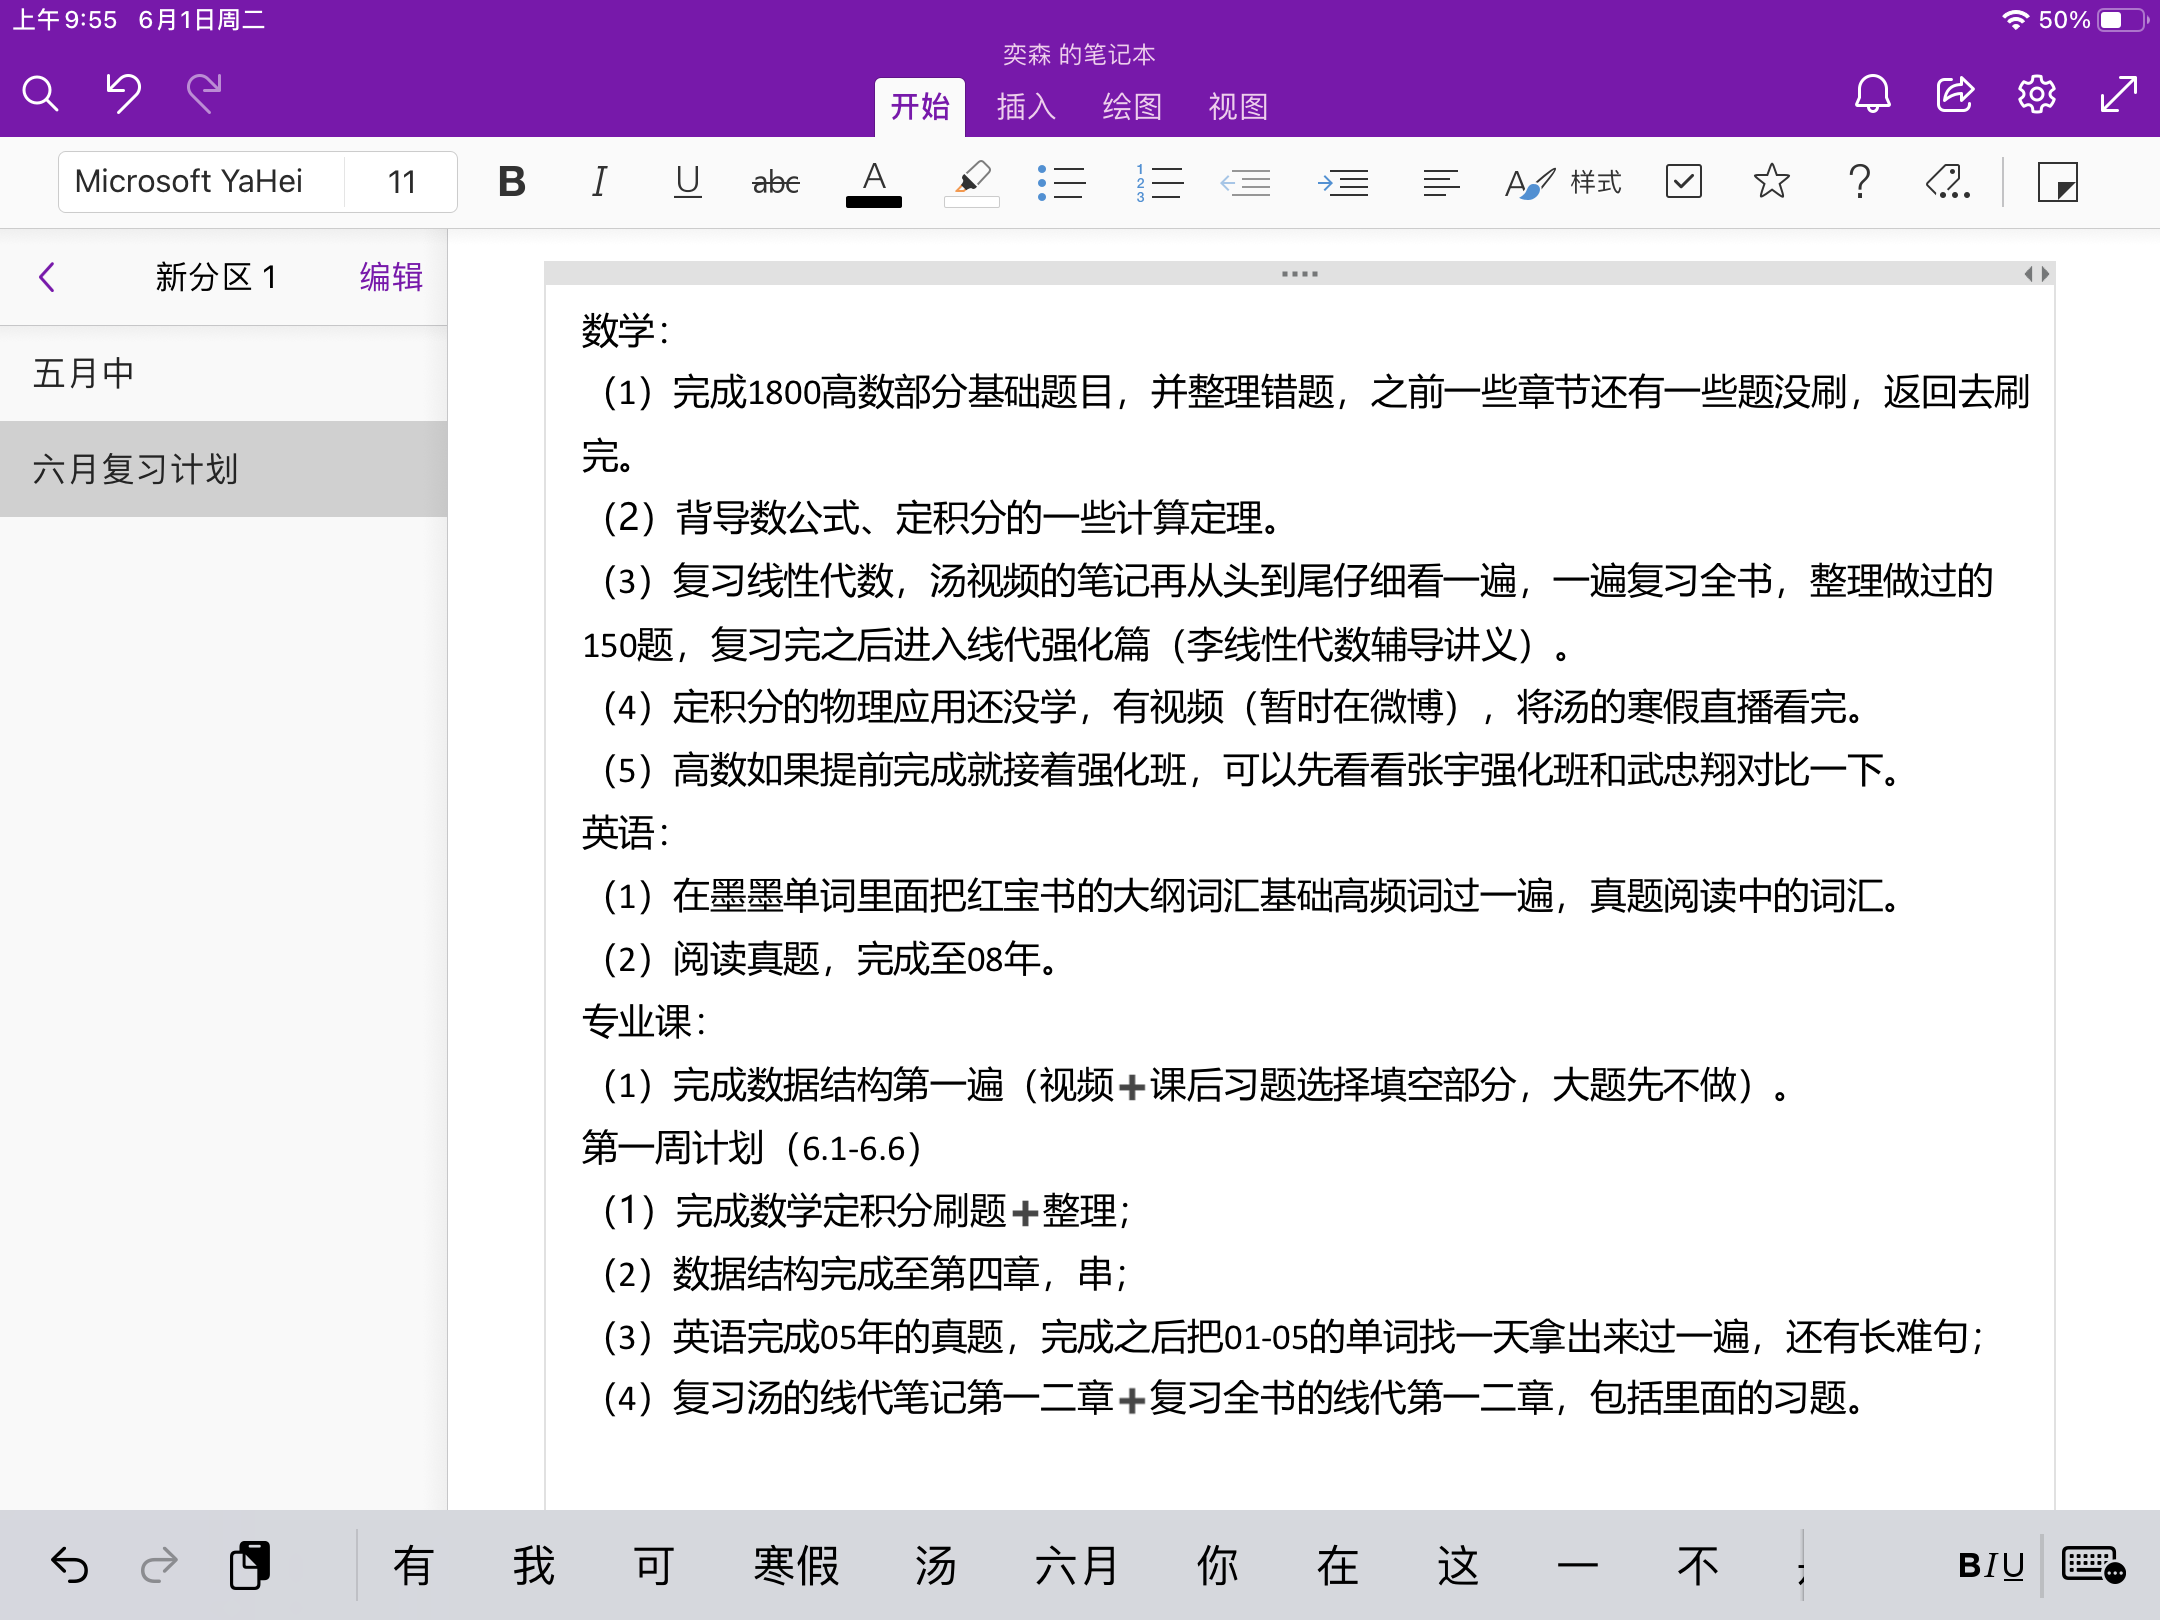 上午9:55 6月1日周二
50%
奕森 的笔记本
开始 插入 绘图 视图
Microsoft YaHei 11 B I U abc A 样式
新分区 1 编辑
五月中
六月复习计划
数学：
（1）完成1800高数部分基础题目，并整理错题，之前一些章节还有一些题没刷，返回去刷
完。
（2）背导数公式、定积分的一些计算定理。
（3）复习线性代数，汤视频的笔记再从头到尾仔细看一遍，一遍复习全书，整理做过的
150题，复习完之后进入线代强化篇（李线性代数辅导讲义）。
（4）定积分的物理应用还没学，有视频（暂时在微博），将汤的寒假直播看完。
（5）高数如果提前完成就接着强化班，可以先看看张宇强化班和武忠翔对比一下。
英语：
（1）在墨墨单词里面把红宝书的大纲词汇基础高频词过一遍，真题阅读中的词汇。
（2）阅读真题，完成至08年。
专业课：
（1）完成数据结构第一遍（视频➕课后习题选择填空部分，大题先不做）。
第一周计划（6.1-6.6）
（1）完成数学定积分刷题➕整理；
（2）数据结构完成至第四章，串；
（3）英语完成05年的真题，完成之后把01-05的单词找一天拿出来过一遍，还有长难句；
（4）复习汤的线代笔记第一二章➕复习全书的线代第一二章，包括里面的习题。
有 我 可 寒假 汤 六月 你 在 这 一 不
BIU